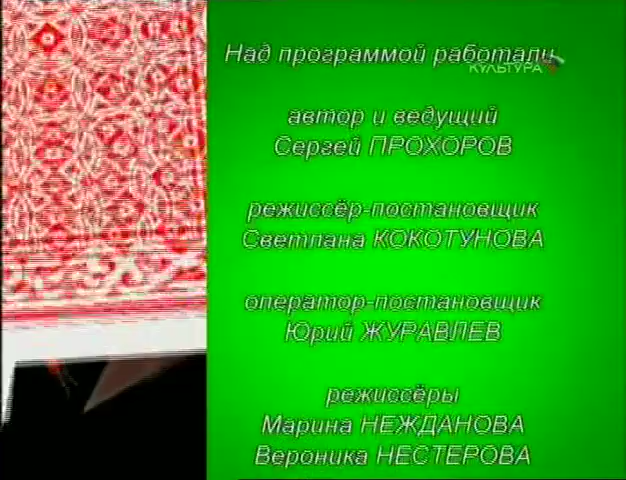 Над программой работали
КУЛЬТУРА
автор и ведущий
Сергей ПРОХОРОВ
режиссёр-постановщик
Светлана КОКОТУНОВА
оператор-постановщик
Юрий ЖУРАВЛЕВ
режиссёры
Марина НЕЖДАНОВА
Вероника НЕСТЕРОВА